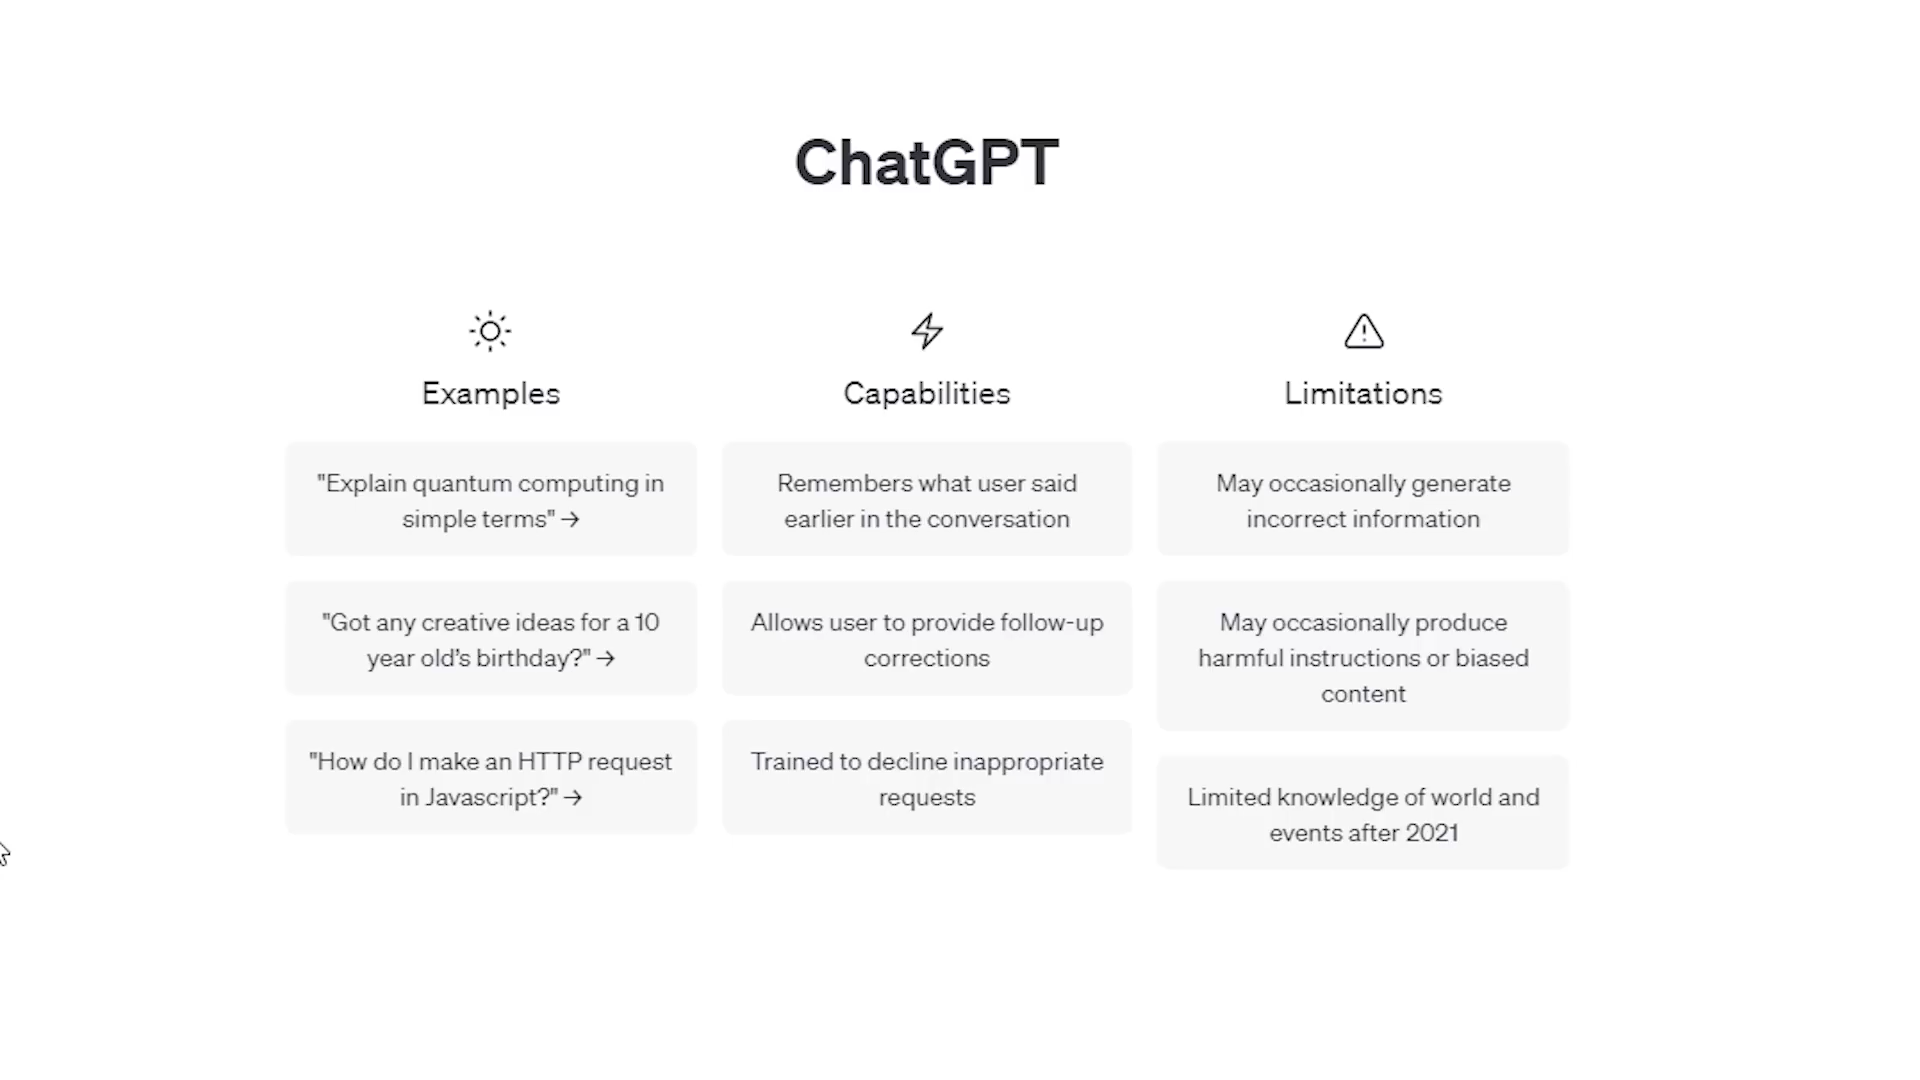 ChatGPT
Examples
"Explain quantum computing in
simple terms" →
"Got any creative ideas for a 10
year old's birthday?" →
"How do I make an HTTP request
in Javascript?" →
Capabilities
Remembers what user said
earlier in the conversation
Allows user to provide follow-up
corrections
Trained to decline inappropriate
requests
Limitations
May occasionally generate
incorrect information
May occasionally produce
harmful instructions or biased
content
Limited knowledge of world and
events after 2021